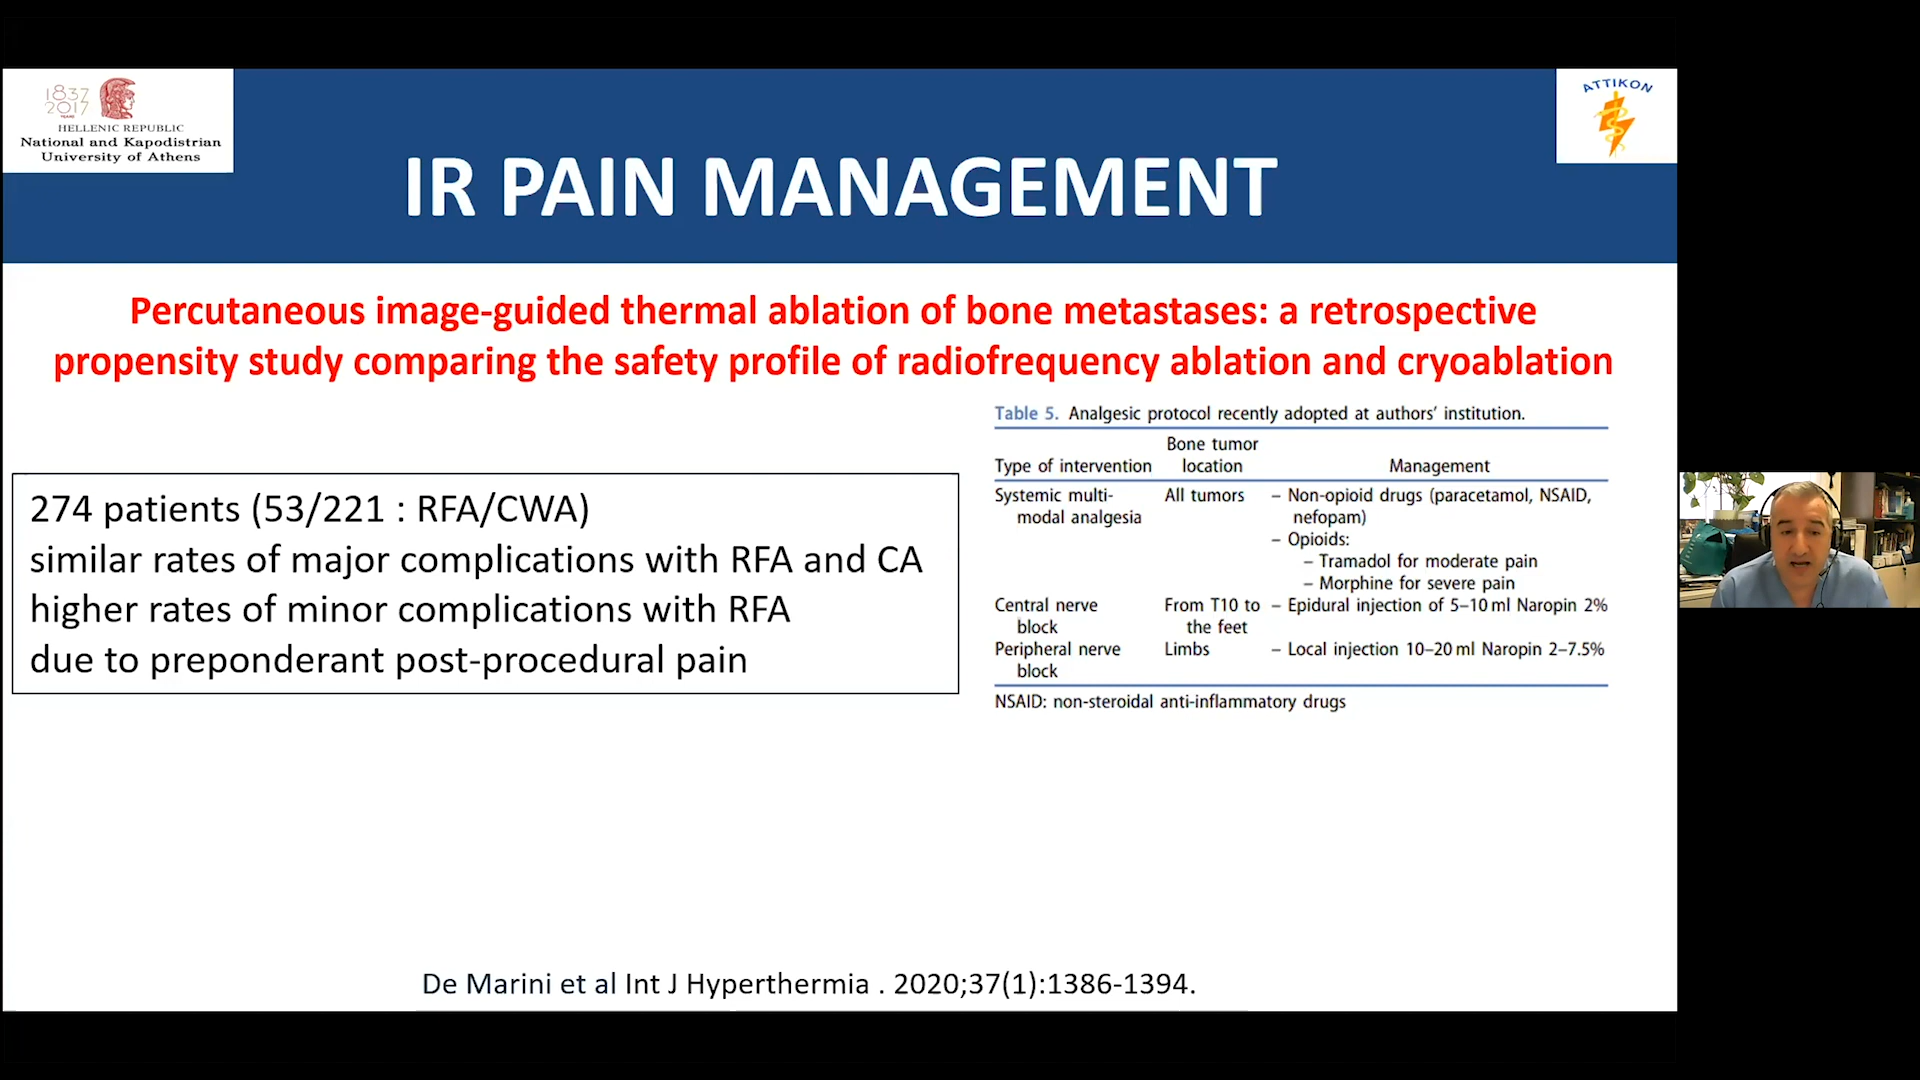 1837
2017
YEARS
HELLENIC REPUBLIC
National and Kapodistrian
University of Athens
ATTIKON
IR PAIN MANAGEMENT
Percutaneous image-guided thermal ablation of bone metastases: a retrospective
propensity study comparing the safety profile of radiofrequency ablation and cryoablation
274 patients (53/221 : RFA/CWA)
similar rates of major complications with RFA and CA
higher rates of minor complications with RFA
due to preponderant post-procedural pain
Table 5. Analgesic protocol recently adopted at authors' institution.
Bone tumor
Type of intervention location Management
Systemic multi- All tumors – Non-opioid drugs (paracetamol, NSAID,
modal analgesia nefopam)
– Opioids:
– Tramadol for moderate pain
– Morphine for severe pain
Central nerve From T10 to – Epidural injection of 5–10 ml Naropin 2%
block the feet
Peripheral nerve Limbs – Local injection 10–20 ml Naropin 2–7.5%
block
NSAID: non-steroidal anti-inflammatory drugs
De Marini et al Int J Hyperthermia . 2020;37(1):1386-1394.